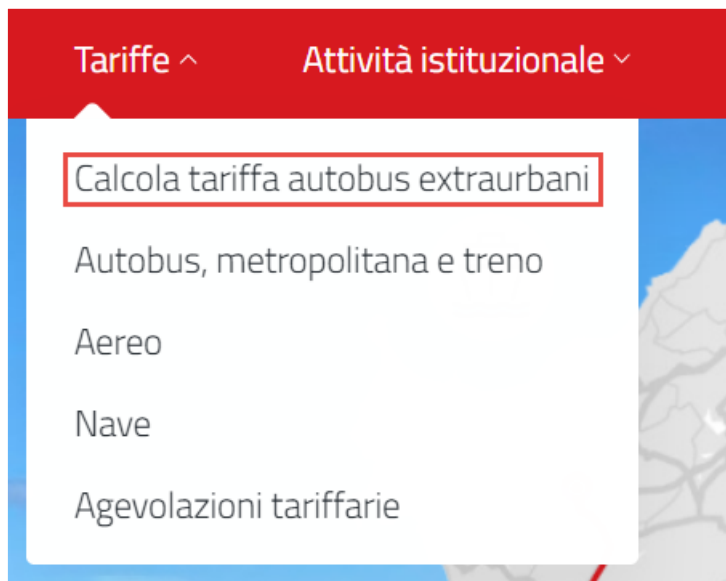 Tariffe
Attività istituzionale
Calcola tariffa autobus extraurbani
Autobus, metropolitana e treno
Aereo
Nave
Agevolazioni tariffarie